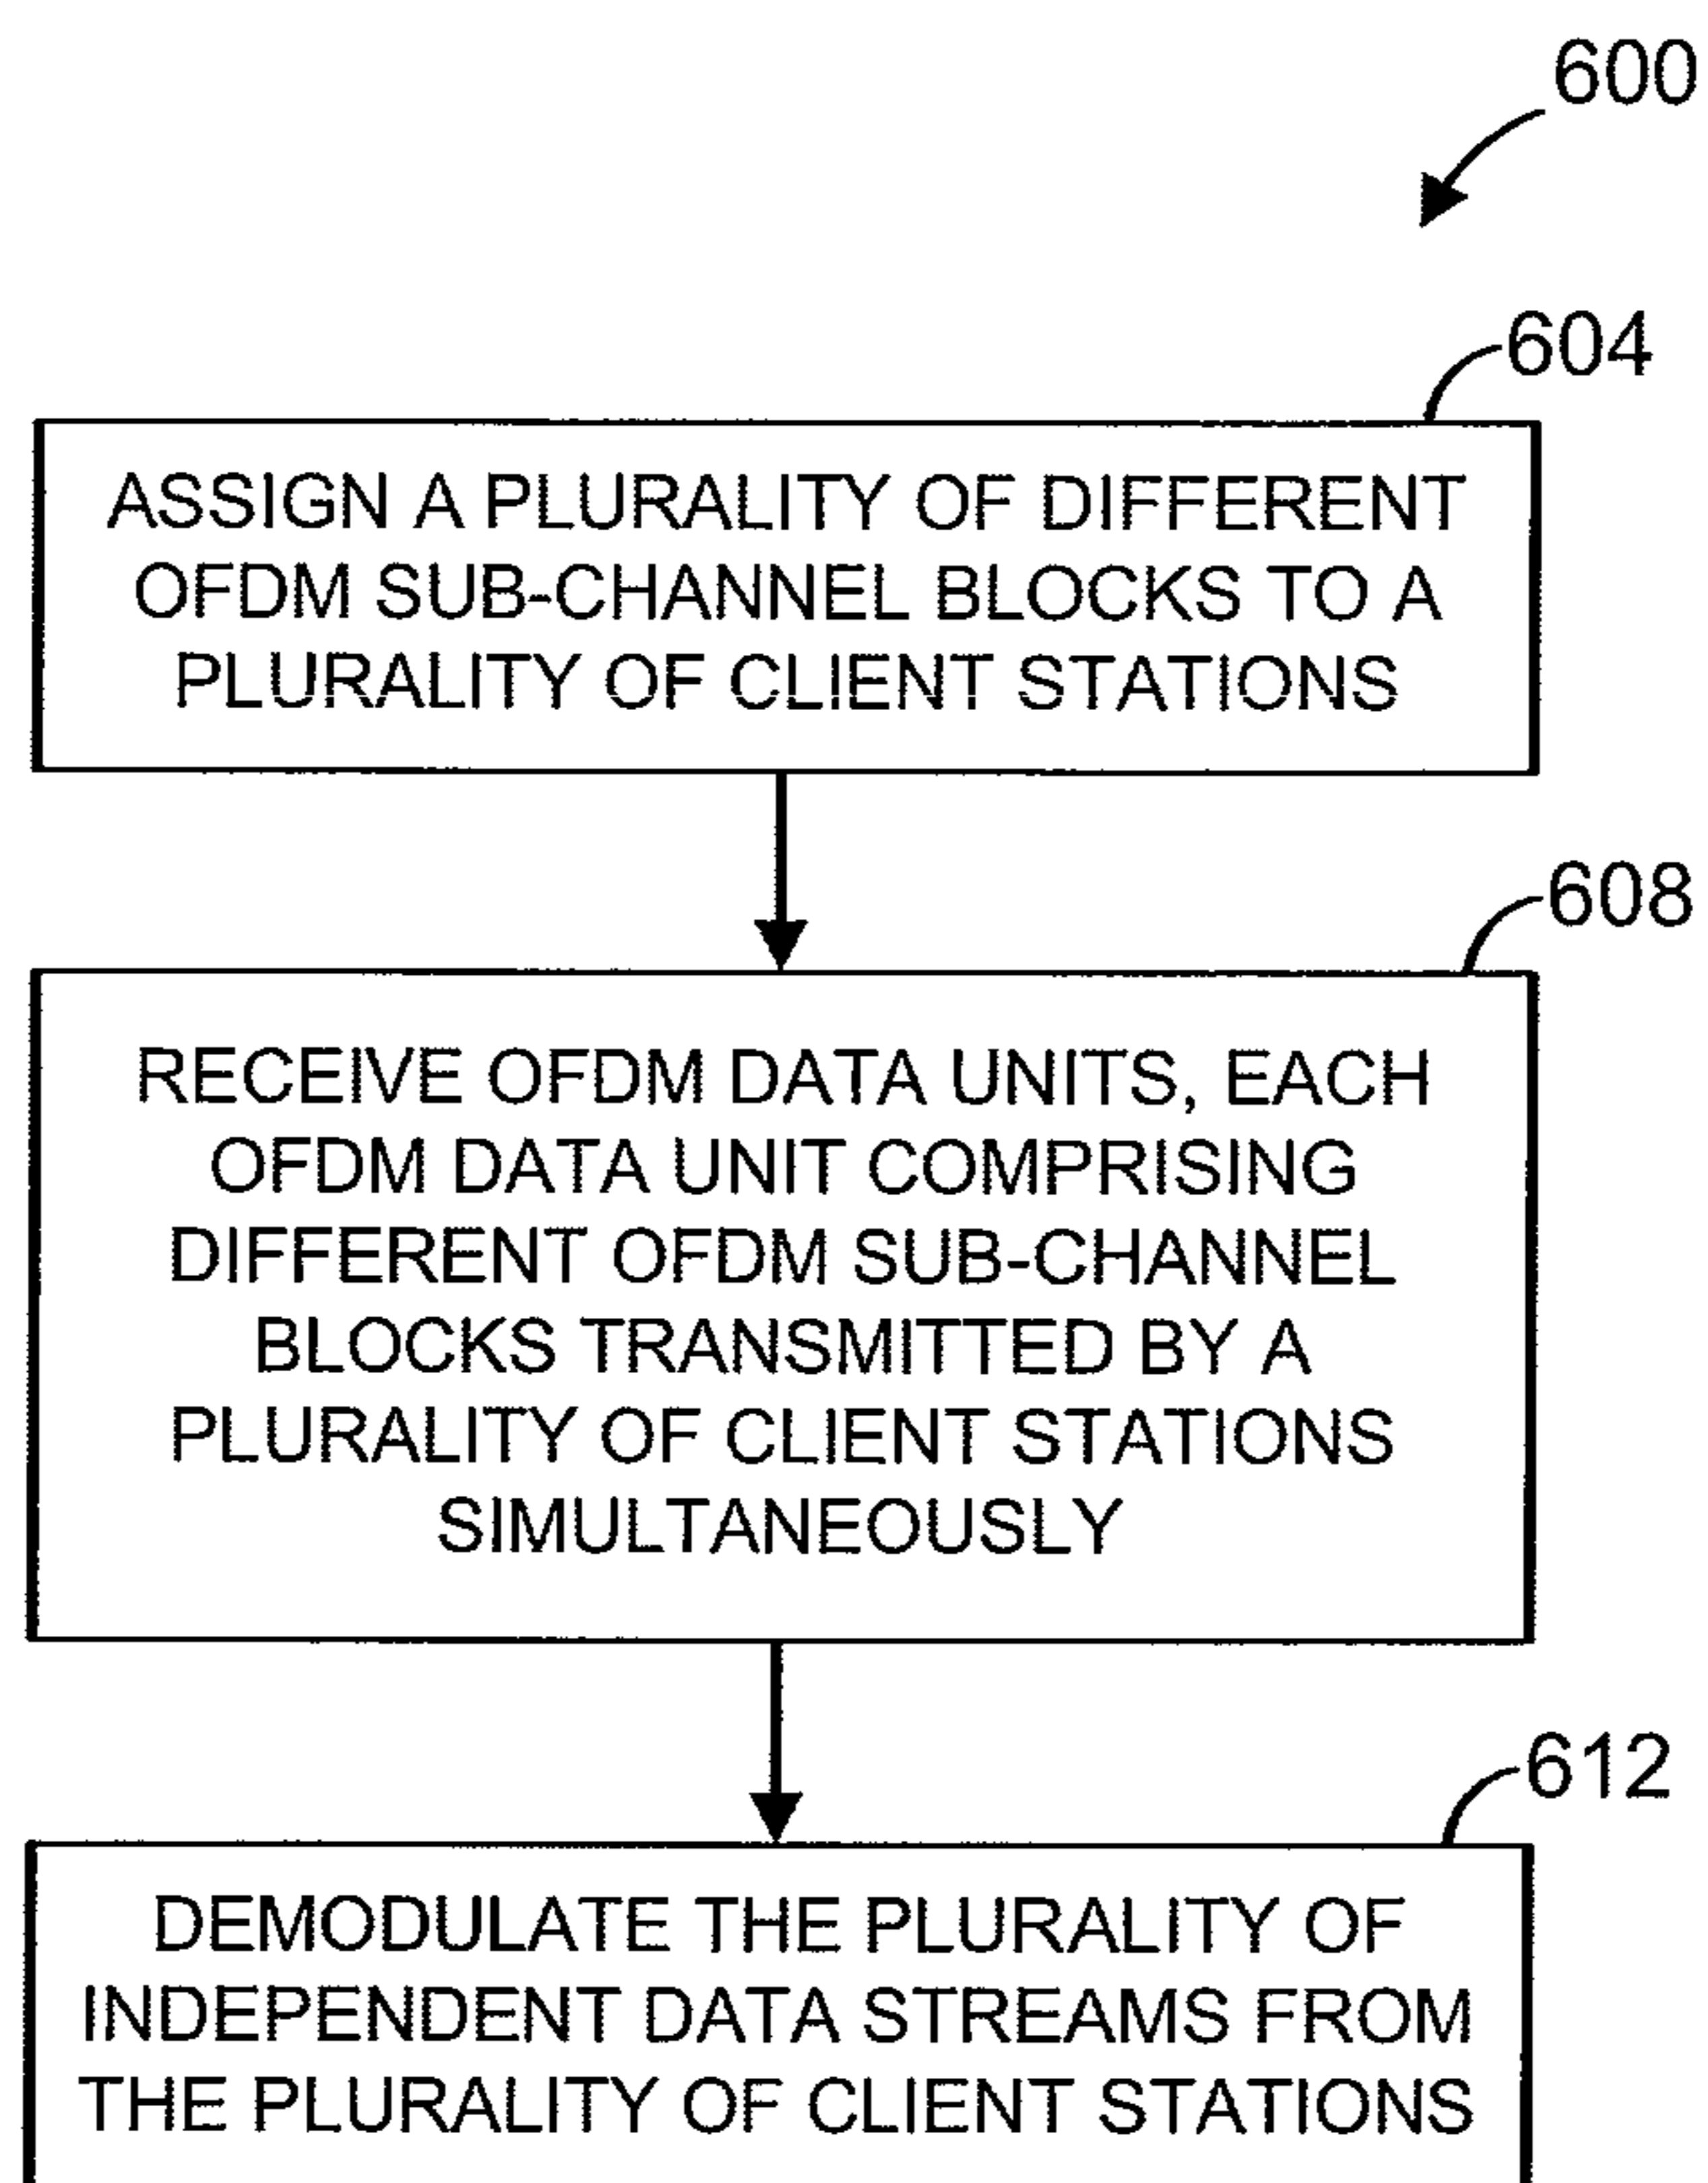 600
604
ASSIGN A PLURALITY OF DIFFERENT
OFDM SUB-CHANNEL BLOCKS TO A
PLURALITY OF CLIENT STATIONS
608
RECEIVE OFDM DATA UNITS, EACH
OFDM DATA UNIT COMPRISING
DIFFERENT OFDM SUB-CHANNEL
BLOCKS TRANSMITTED BY A
PLURALITY OF CLIENT STATIONS
SIMULTANEOUSLY
612
DEMODULATE THE PLURALITY OF
INDEPENDENT DATA STREAMS FROM
THE PLURALITY OF CLIENT STATIONS